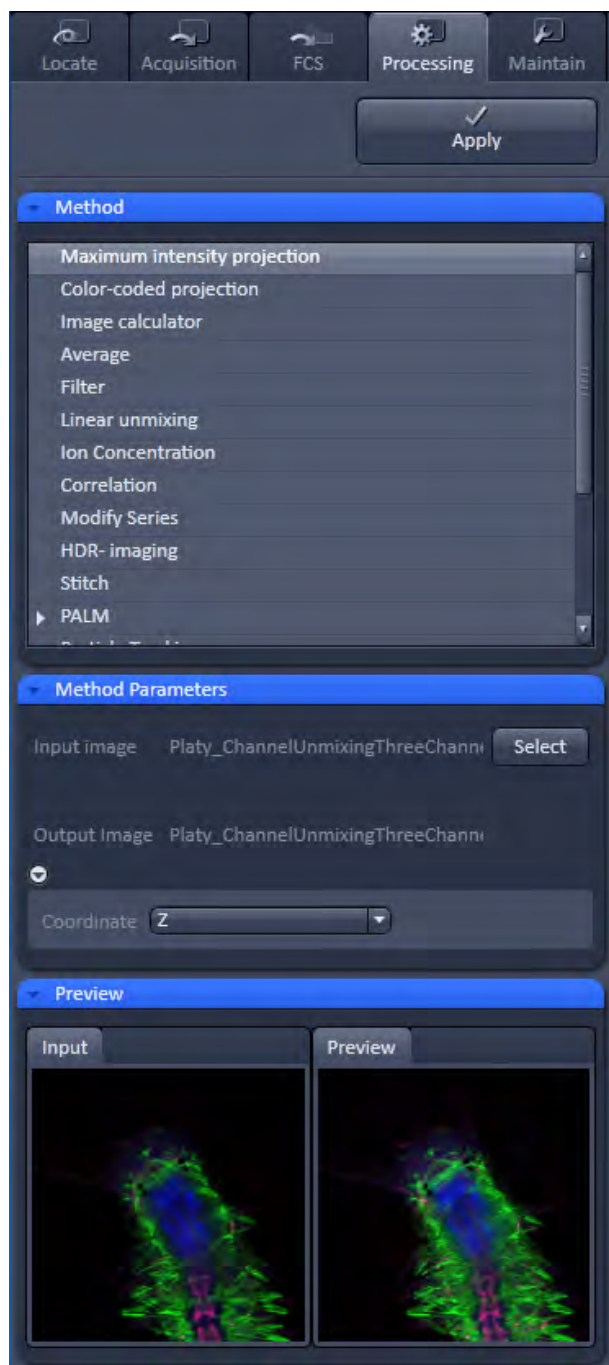 Locate Acquisition FCS Processing Maintain
Apply
Method
Maximum intensity projection
Color-coded projection
Image calculator
Average
Filter
Linear unmixing
Ion Concentration
Correlation
Modify Series
HDR- imaging
Stitch
PALM
Method Parameters
Input image Platy_ChannelUnmixingThreeChann Select
Output Image Platy_ChannelUnmixingThreeChann
Coordinate Z
Preview
Input Preview